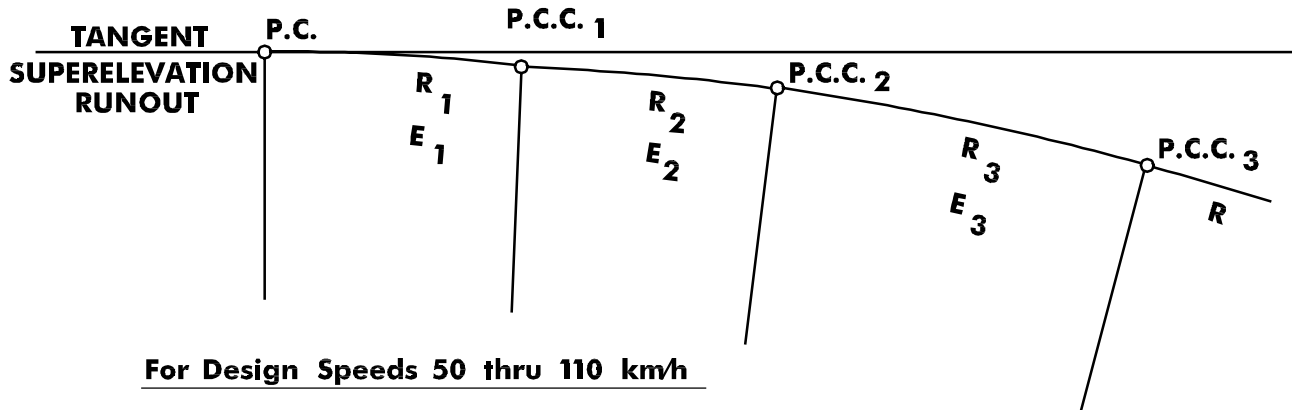 TANGENT
SUPERELEVATION
RUNOUT
P.C.
P.C.C. 1
P.C.C. 2
P.C.C. 3
R 1
E 1
R 2
E 2
R 3
E 3
R
For Design Speeds 50 thru 110 km/h